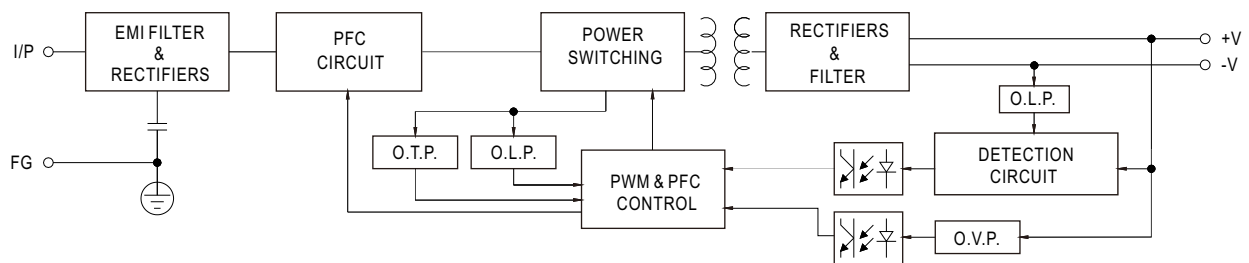 I/P
EMI FILTER
&
RECTIFIERS
PFC
CIRCUIT
POWER
SWITCHING
RECTIFIERS
&
FILTER
+V
-V
O.L.P.
O.T.P.
O.L.P.
FG
PWM & PFC
CONTROL
DETECTION
CIRCUIT
O.V.P.